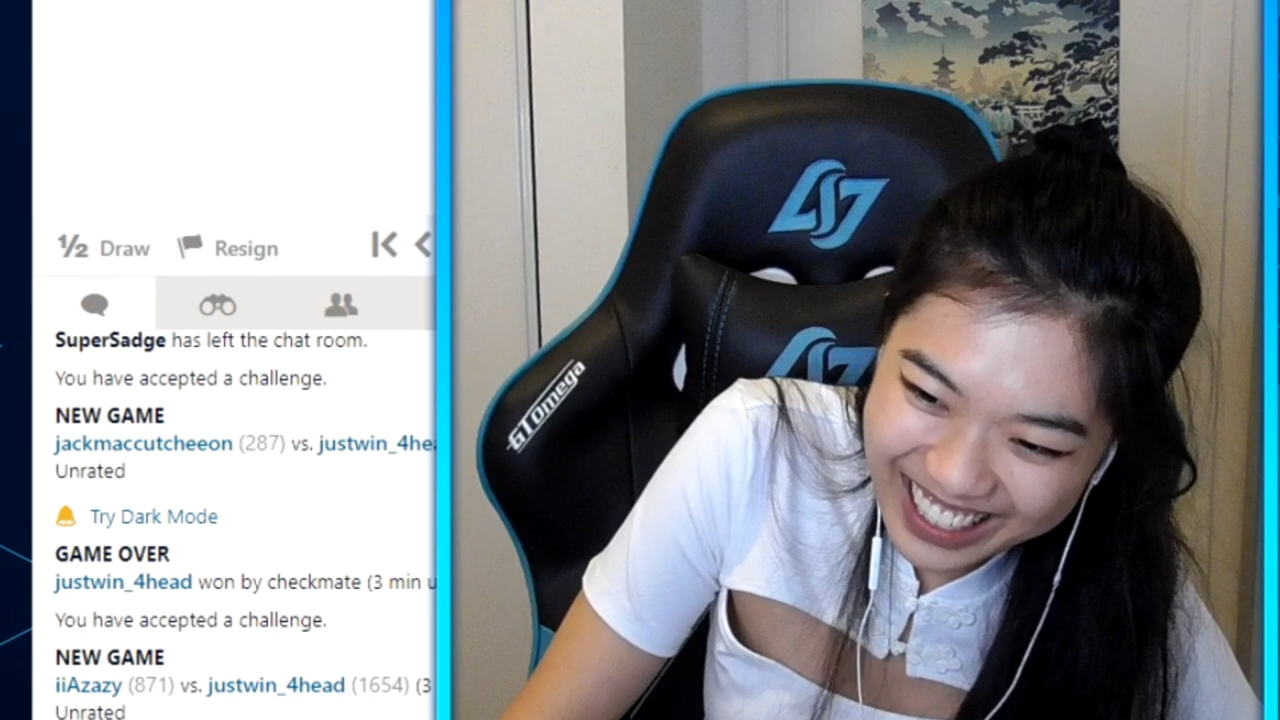 ½ Draw Resign
SuperSadge has left the chat room.
You have accepted a challenge.
NEW GAME
jackmaccutcheeon (287) vs. justwin_4hea
Unrated
Try Dark Mode
GAME OVER
justwin_4head won by checkmate (3 min
You have accepted a challenge.
NEW GAME
iiAzazy (871) vs. justwin_4head (1654) (3
Unrated
GTOmega